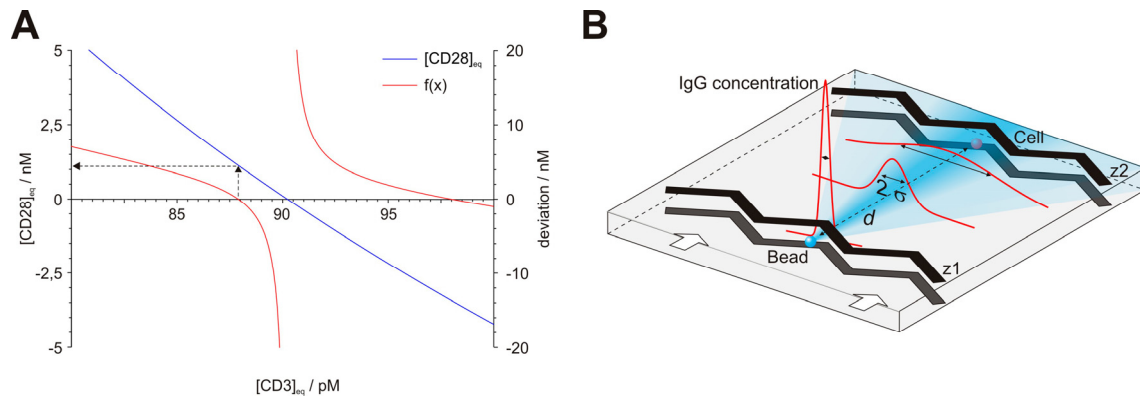 A
[CD28]eq / nM
5
2,5
0
-2,5
-5
85
90
95
[CD3]eq / pM
20
10
0
-10
-20
deviation / nM
[CD28]eq
f(x)
B
IgG concentration
Cell
z2
2σ
d
Bead
z1